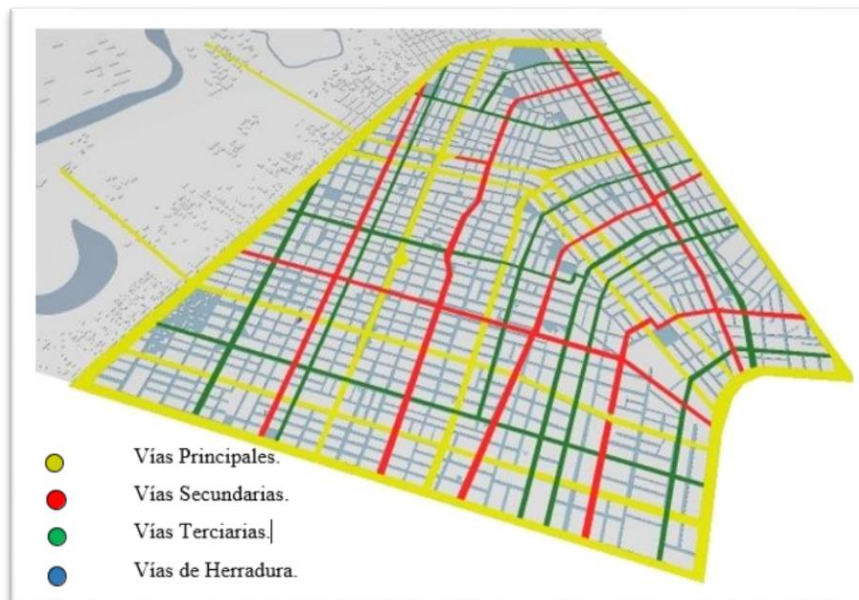 Vías Principales.
Vías Secundarias.
Vías Terciarias.
Vías de Herradura.